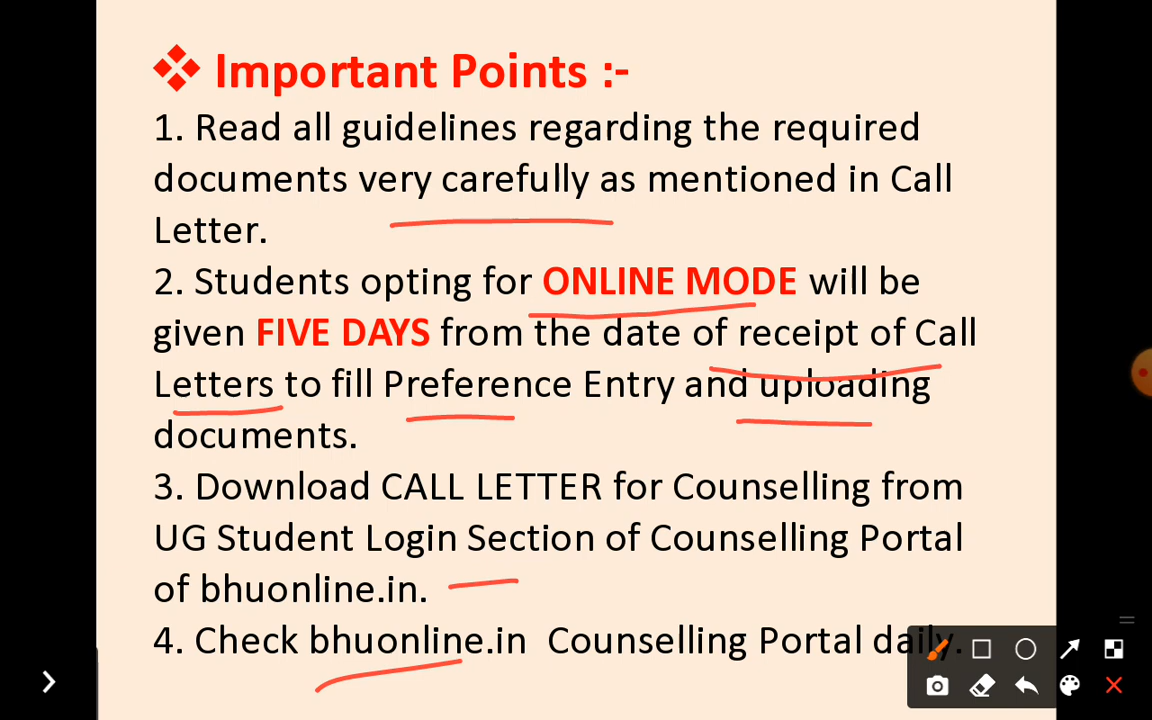 Important Points :-
1. Read all guidelines regarding the required
documents very carefully as mentioned in Call
Letter.
2. Students opting for ONLINE MODE will be
given FIVE DAYS from the date of receipt of Call
Letters to fill Preference Entry and uploading
documents.
3. Download CALL LETTER for Counselling from
UG Student Login Section of Counselling Portal
of bhuonline.in.
4. Check bhuonline.in Counselling Portal daily.